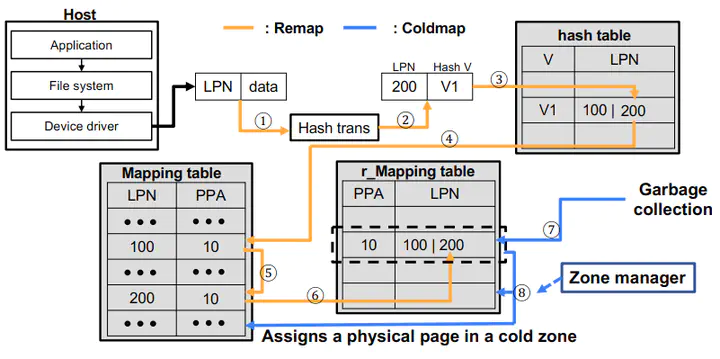 Host
Application
File system
Device driver
: Remap
: Coldmap
LPN data
①
Hash trans
②
LPN Hash V
200 V1
③
hash table
V LPN
V1 100 | 200
④
Mapping table
LPN PPA
●●● ●●●
100 10
●●● ●●●
200 10
●●● ●●●
⑤
⑥
r_Mapping table
PPA LPN
10 100 | 200
⑦
Garbage
collection
⑧
Zone manager
Assigns a physical page in a cold zone